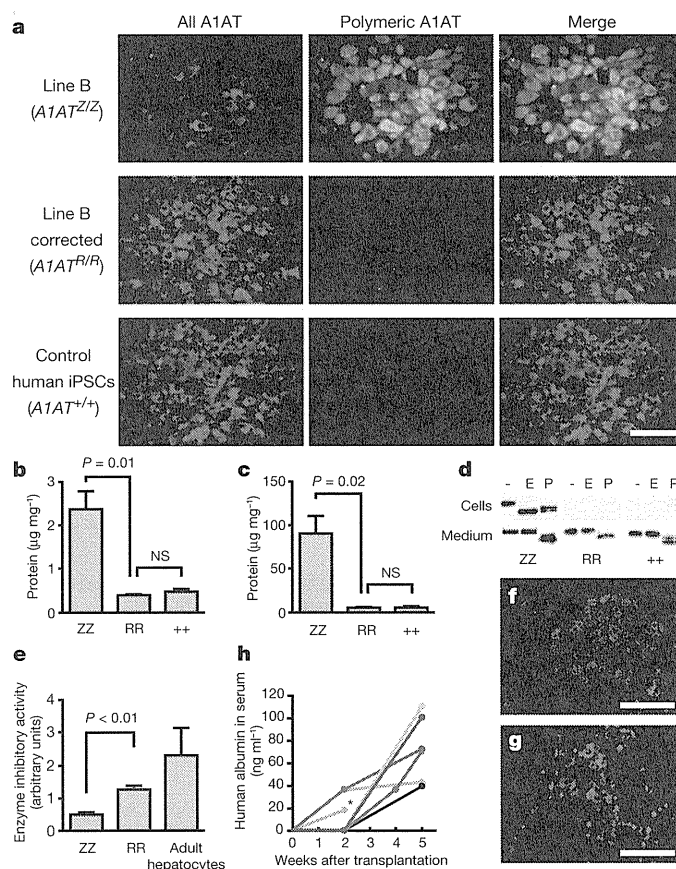 a
All A1AT Polymeric A1AT Merge
Line B
(A1AT^Z/Z)
Line B
corrected
(A1AT^R/R)
Control
human iPSCs
(A1AT^+/+)
b
P = 0.01
NS
Protein (µg mg⁻¹)
3
2
1
0
ZZ RR ++
c
P = 0.02
NS
Protein (µg mg⁻¹)
150
100
50
0
ZZ RR ++
d
- E P - E P - E P
Cells
Medium
ZZ RR ++
e
P < 0.01
Enzyme inhibitory activity
(arbitrary units)
4
3
2
1
0
ZZ RR Adult
hepatocytes
h
Human albumin in serum
(ng ml⁻¹)
120
100
80
60
40
20
0
*
0 1 2 3 4 5
Weeks after transplantation
f
g